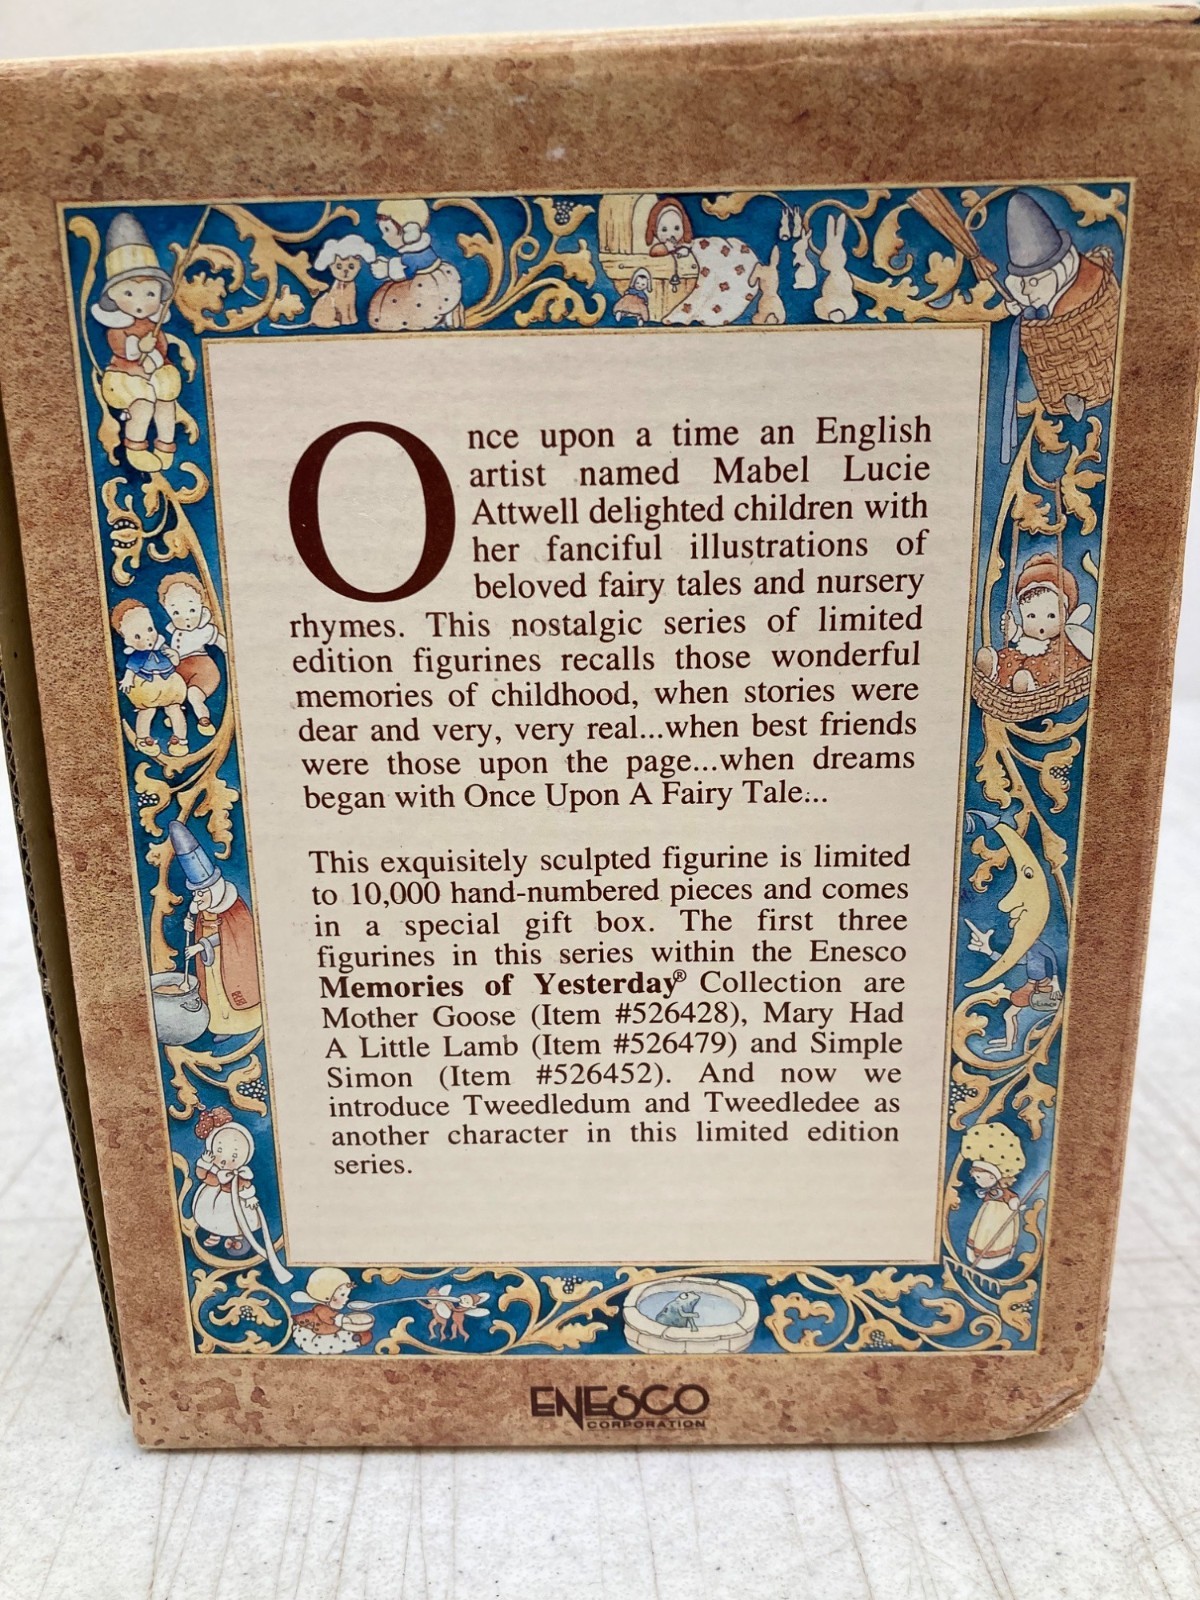 Once upon a time an English
artist named Mabel Lucie
Attwell delighted children with
her fanciful illustrations of
beloved fairy tales and nursery
rhymes. This nostalgic series of limited
edition figurines recalls those wonderful
memories of childhood, when stories were
dear and very, very real...when best friends
were those upon the page...when dreams
began with Once Upon A Fairy Tale...
This exquisitely sculpted figurine is limited
to 10,000 hand-numbered pieces and comes
in a special gift box. The first three
figurines in this series within the Enesco
Memories of Yesterday® Collection are
Mother Goose (Item #526428), Mary Had
A Little Lamb (Item #526479) and Simple
Simon (Item #526452). And now we
introduce Tweedledum and Tweedledee as
another character in this limited edition
series.
ENESCO
CORPORATION